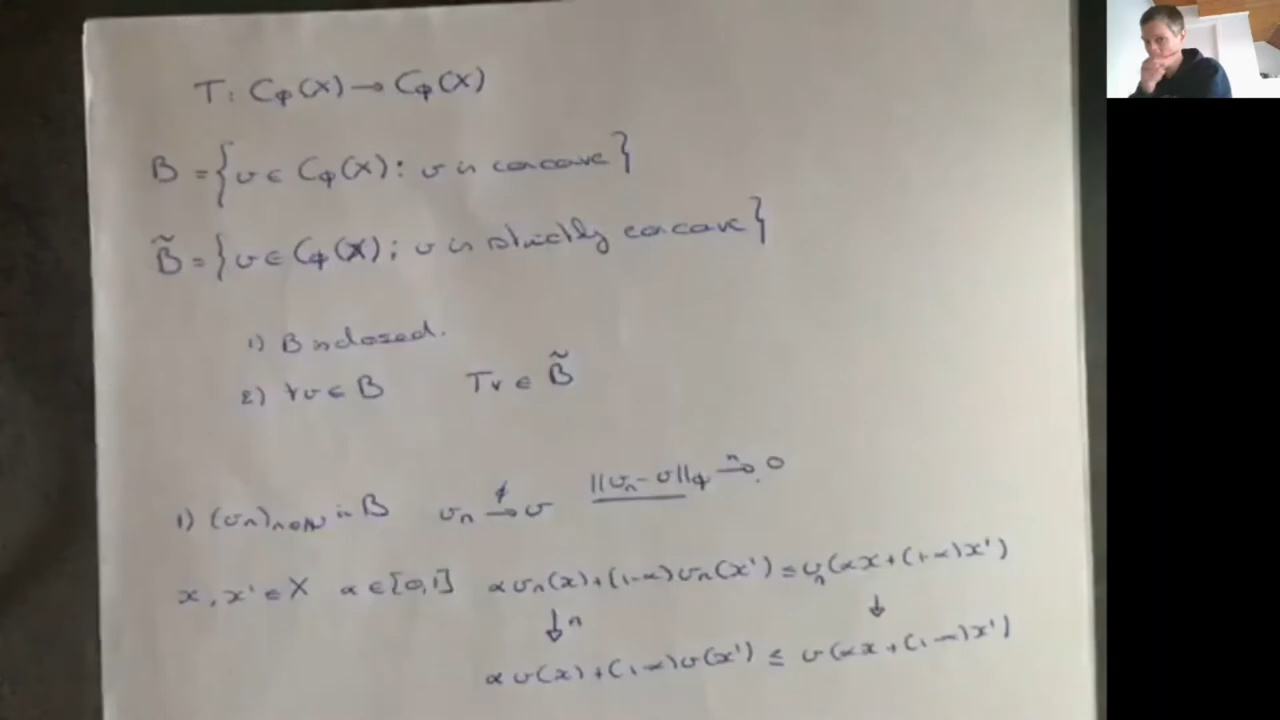 T: Cφ(X) → Cφ(X)
B = {v ∈ Cφ(X): v is concave}
B̃ = {v ∈ Cφ(X); v is strictly concave}
1) B is closed.
2) ∀v ∈ B Tv ∈ B̃
1) (vₙ)ₙ∈ℕ in B vₙ →^φ v ||vₙ - v||φ →^n 0
x, x' ∈ X α ∈ [0,1] αvₙ(x) + (1-α)vₙ(x') ≤ vₙ(αx + (1-α)x')
↓n ↓
αv(x) + (1-α)v(x') ≤ v(αx + (1-α)x')